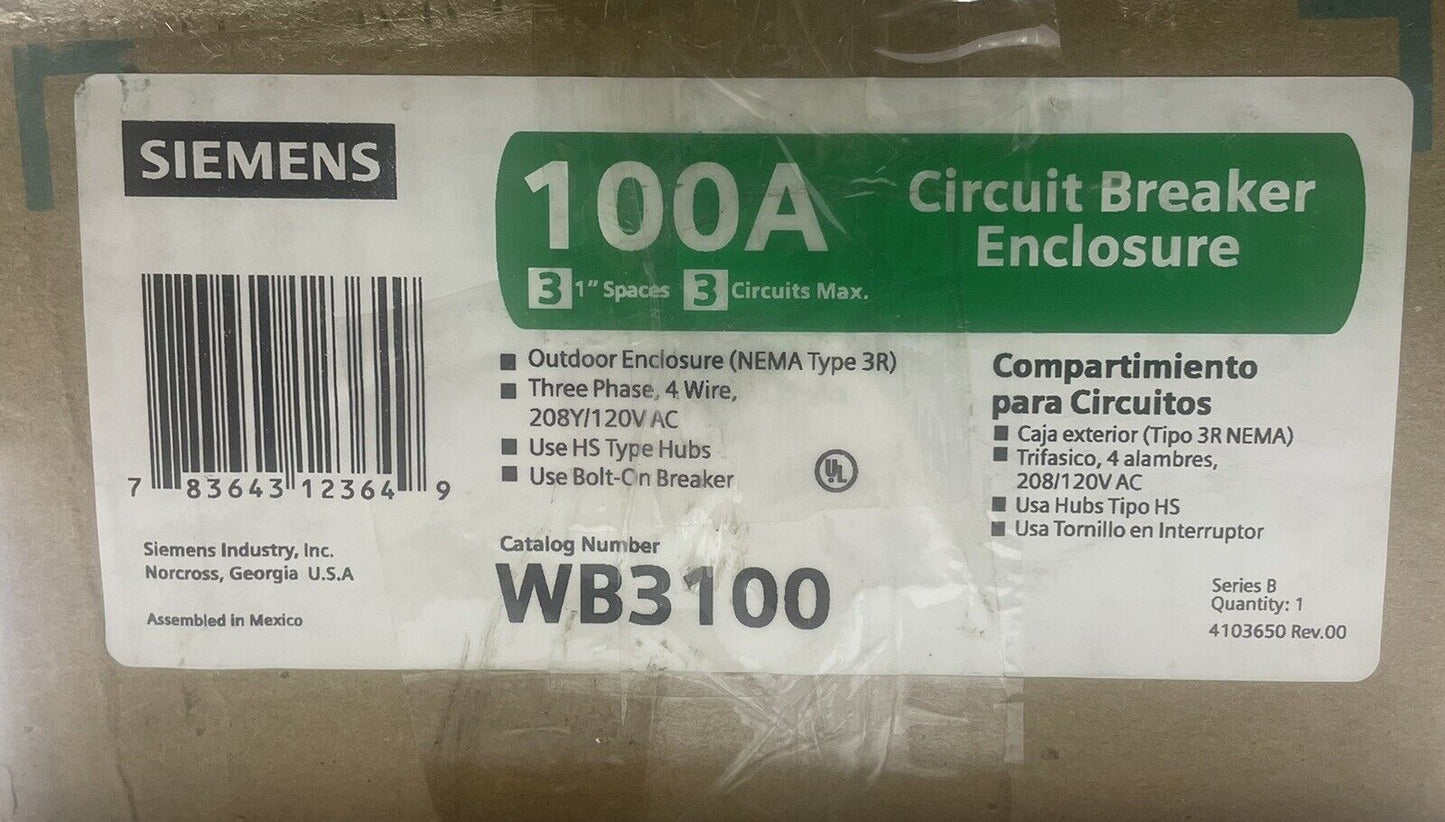 SIEMENS
100A
Circuit Breaker
Enclosure
3 1" Spaces 3 Circuits Max.
7 83643 12364 9
Siemens Industry, Inc.
Norcross, Georgia U.S.A
Assembled in Mexico
■ Outdoor Enclosure (NEMA Type 3R)
■ Three Phase, 4 Wire,
208Y/120V AC
■ Use HS Type Hubs
■ Use Bolt-On Breaker
UL
Catalog Number
WB3100
Compartimiento
para Circuitos
■ Caja exterior (Tipo 3R NEMA)
■ Trifasico, 4 alambres,
208/120V AC
■ Usa Hubs Tipo HS
■ Usa Tornillo en Interruptor
Series B
Quantity: 1
4103650 Rev.00